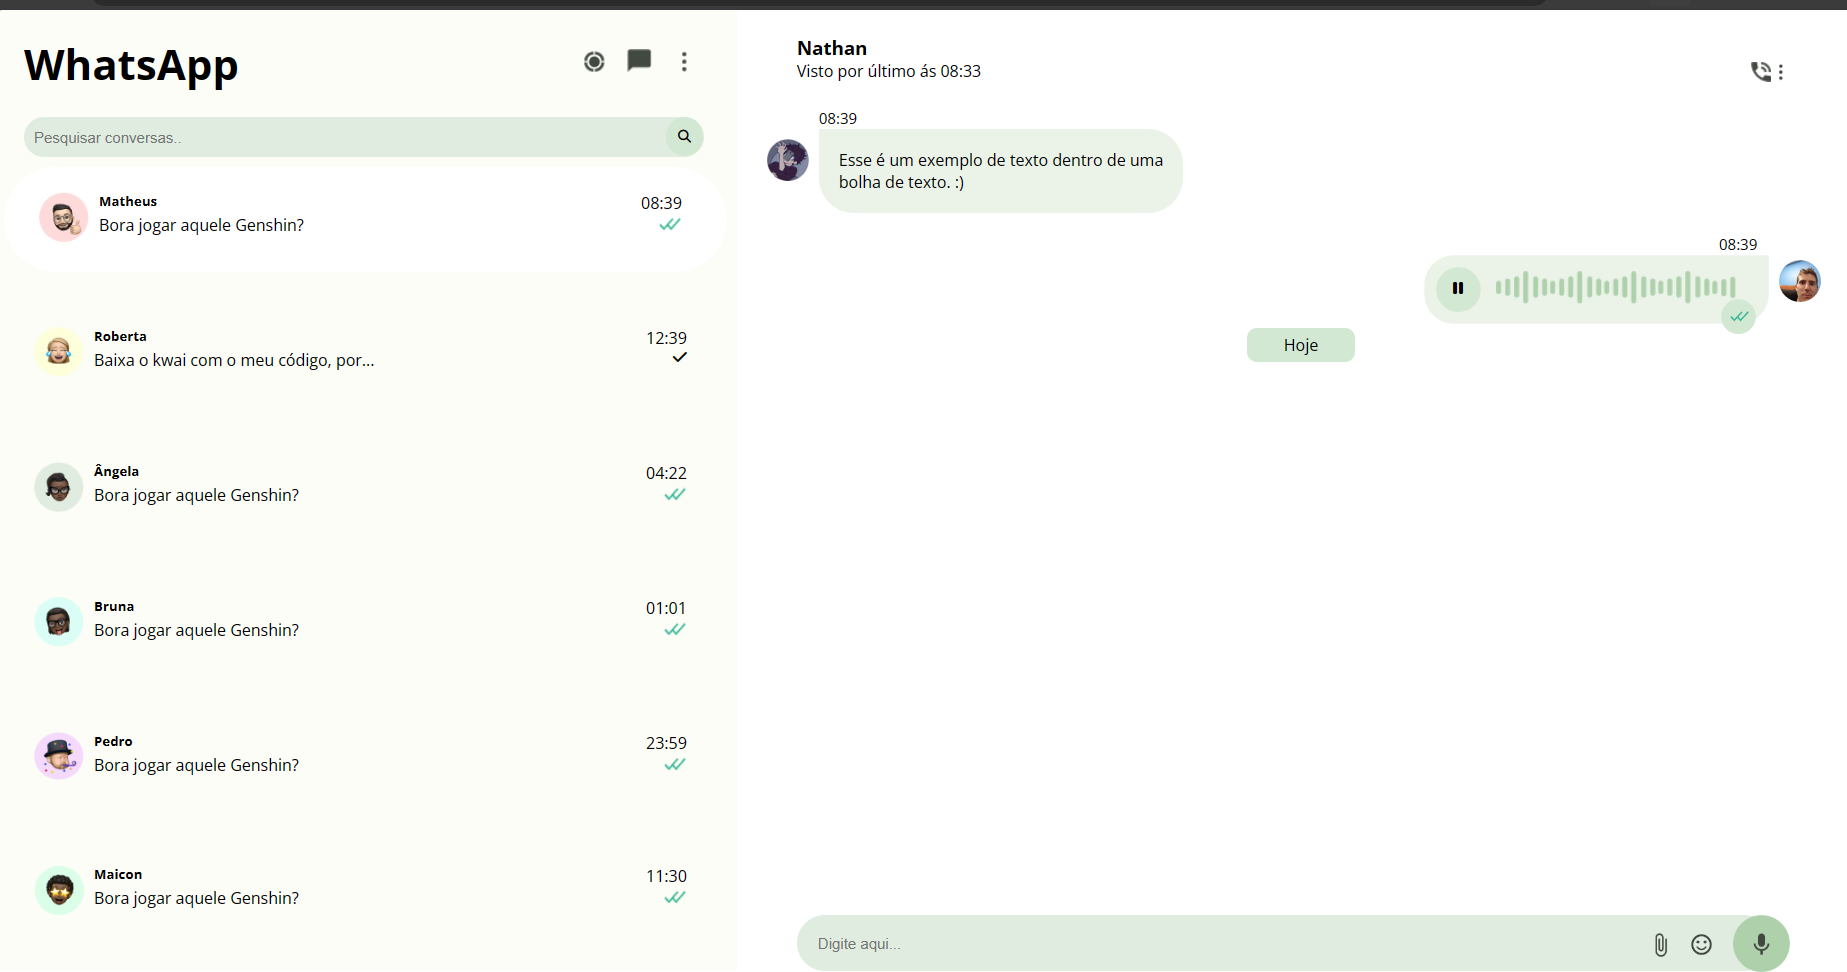 WhatsApp
Pesquisar conversas..
Matheus
08:39
Bora jogar aquele Genshin?
Roberta
12:39
Baixa o kwai com o meu código, por...
Ângela
04:22
Bora jogar aquele Genshin?
Bruna
01:01
Bora jogar aquele Genshin?
Pedro
23:59
Bora jogar aquele Genshin?
Maicon
11:30
Bora jogar aquele Genshin?
Nathan
Visto por último ás 08:33
08:39
Esse é um exemplo de texto dentro de uma
bolha de texto. :)
08:39
Hoje
Digite aqui...